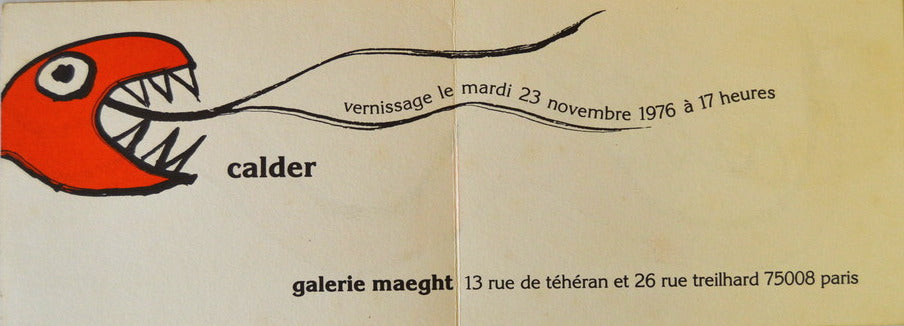 vernissage le mardi 23 novembre 1976 à 17 heures
calder
galerie maeght 13 rue de téhéran et 26 rue treilhard 75008 paris